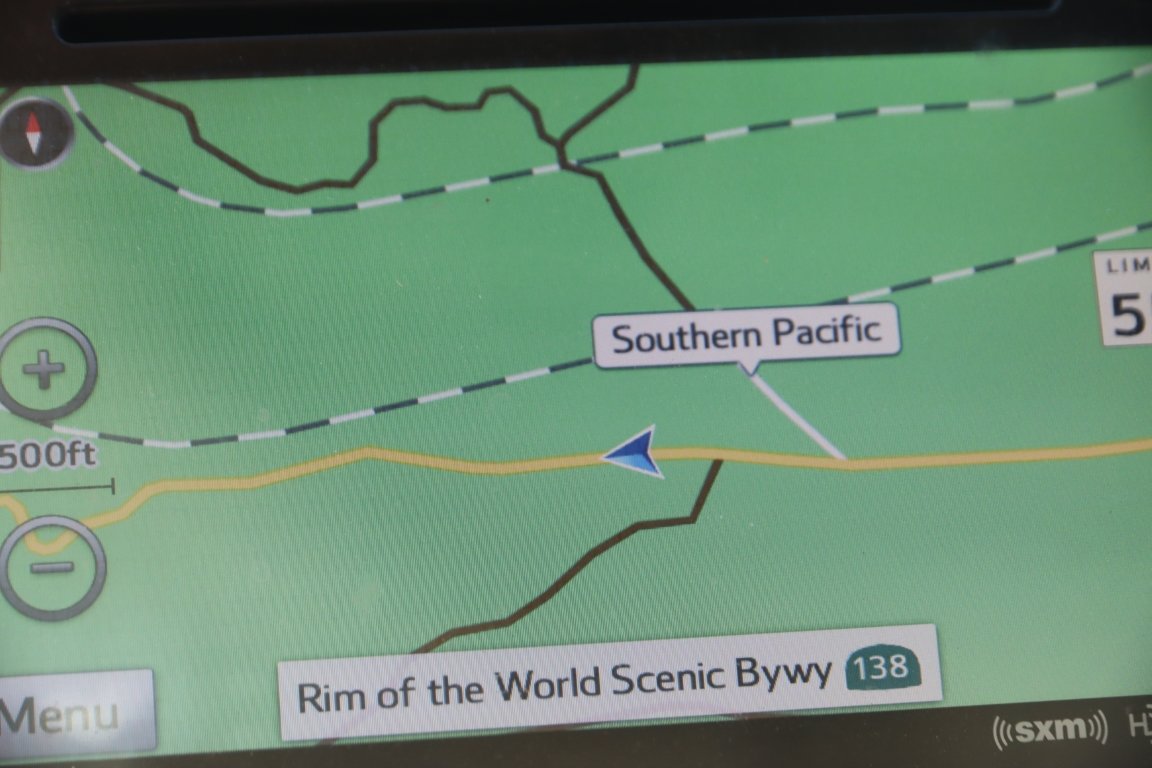 LIM
5
Southern Pacific
500ft
Rim of the World Scenic Bywy 138
Menu
((sxm))